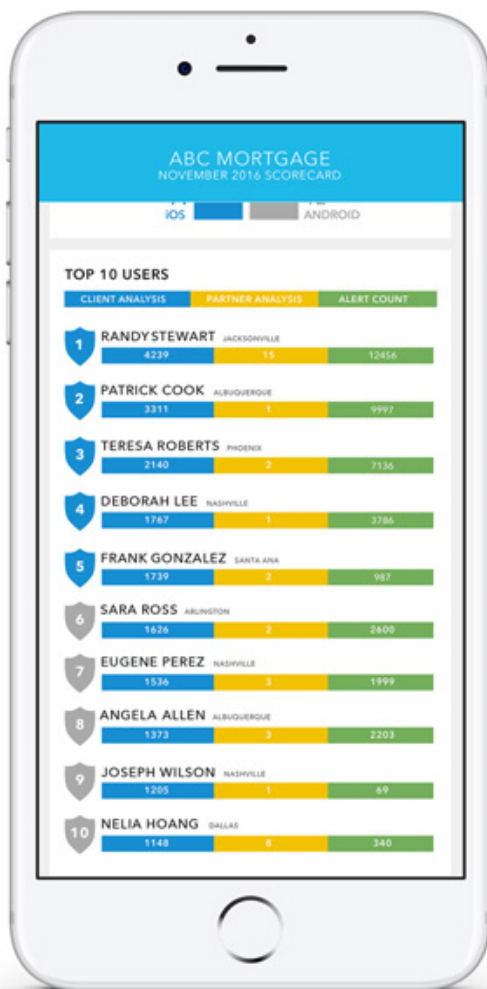 ABC MORTGAGE
NOVEMBER 2016 SCORECARD
iOS ANDROID
TOP 10 USERS
CLIENT ANALYSIS PARTNER ANALYSIS ALERT COUNT
1 RANDY STEWART JACKSONVILLE
4239 15 12456
2 PATRICK COOK ALBUQUERQUE
3311 1 9997
3 TERESA ROBERTS PHOENIX
2140 2 7136
4 DEBORAH LEE NASHVILLE
1767 1 3786
5 FRANK GONZALEZ SANTA ANA
1739 2 987
6 SARA ROSS ARLINGTON
1626 2 2600
7 EUGENE PEREZ NASHVILLE
1536 3 1999
8 ANGELA ALLEN ALBUQUERQUE
1373 3 2203
9 JOSEPH WILSON NASHVILLE
1205 1 69
10 NELIA HOANG DALLAS
1148 8 340